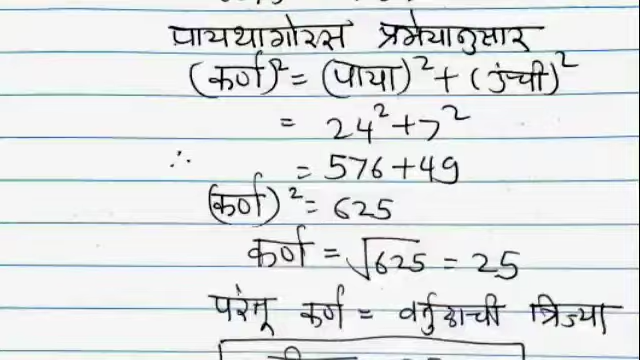 पायथागोरस प्रमेयानुसार
(कर्ण)² = (पाया)² + (उंची)²
= 24² + 7²
∴ = 576 + 49
(कर्ण)² = 625
कर्ण = √625 = 25
परंतू कर्ण = वर्तुळाची त्रिज्या